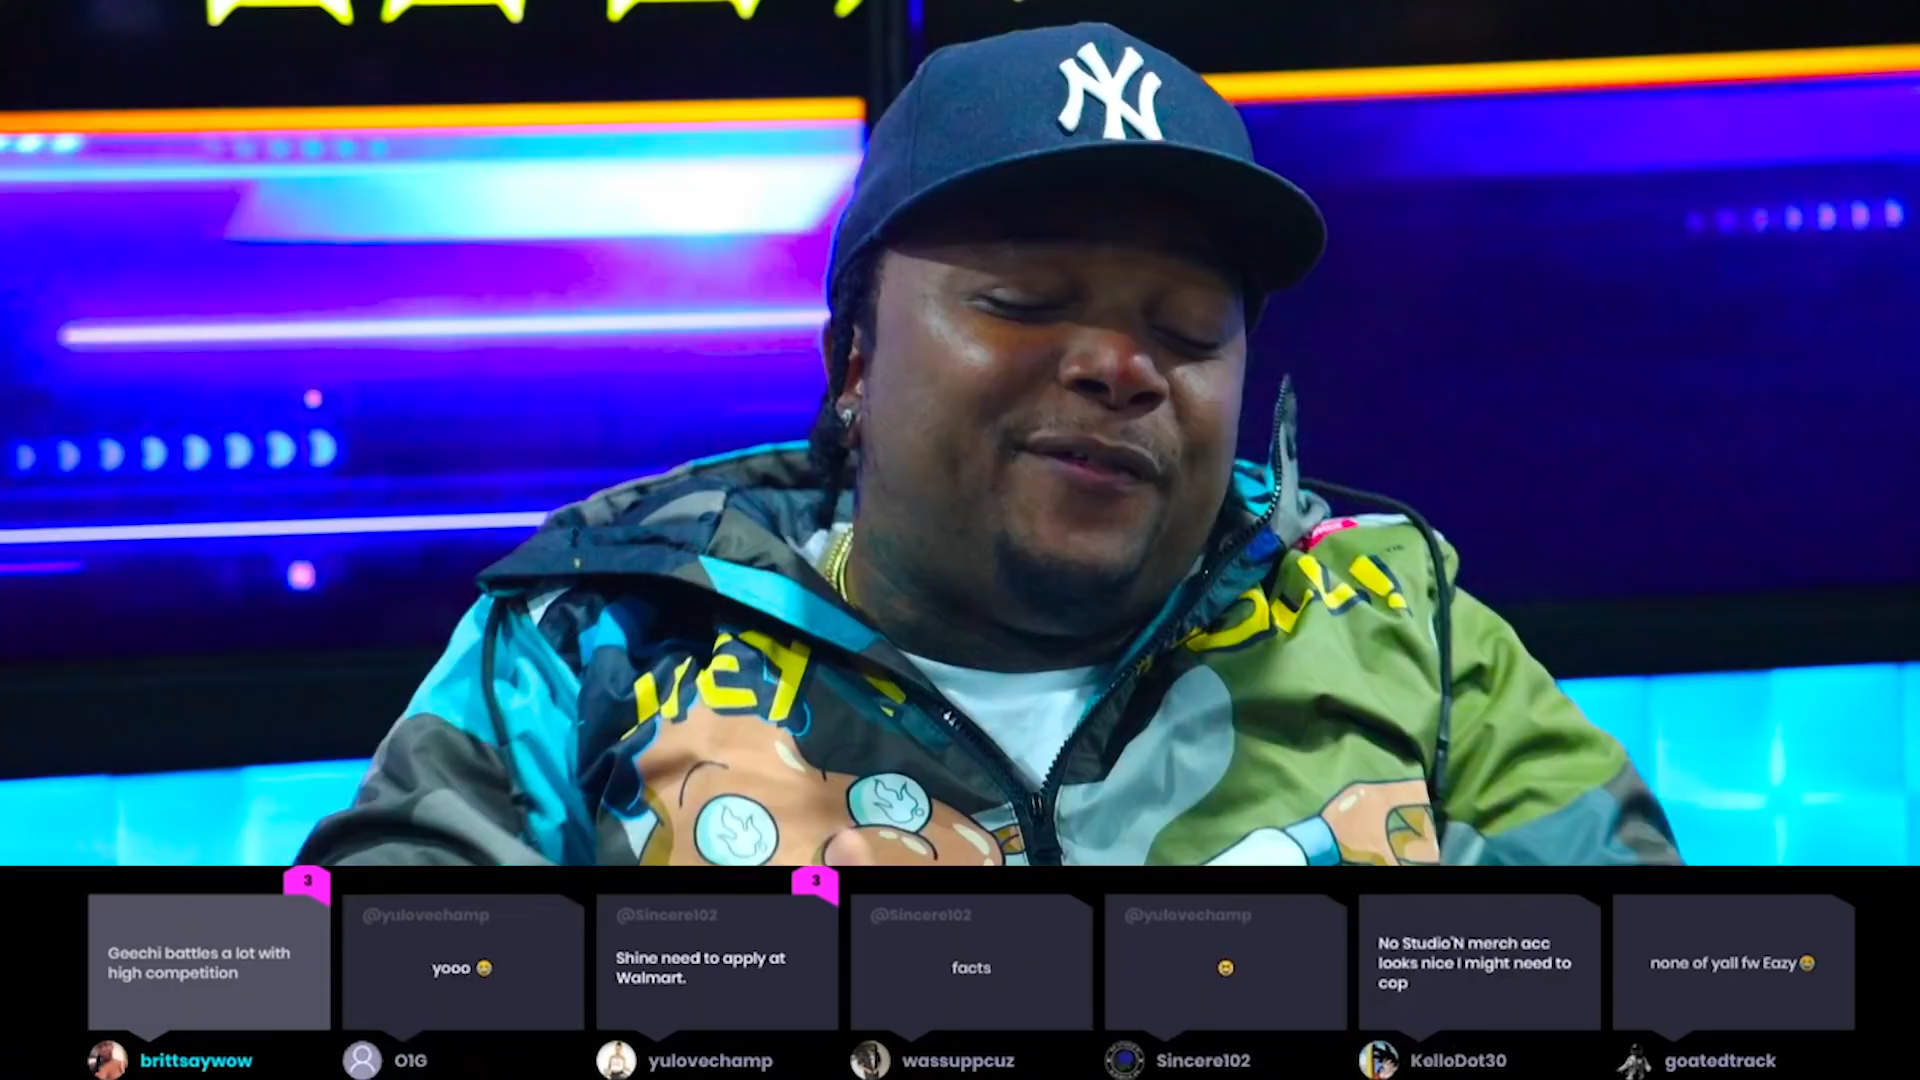 NY
WET
3
3
Geechi battles a lot with
high competition
@yulovechamp
yooo 😂
@Sincere102
Shine need to apply at
Walmart.
@Sincere102
facts
@yulovechamp
😆
No Studio'N merch acc
looks nice I might need to
cop
none of yall fw Eazy😂
brittsaywow
O1G
yulovechamp
wassuppcuz
Sincere102
KelloDot30
goatedtrack